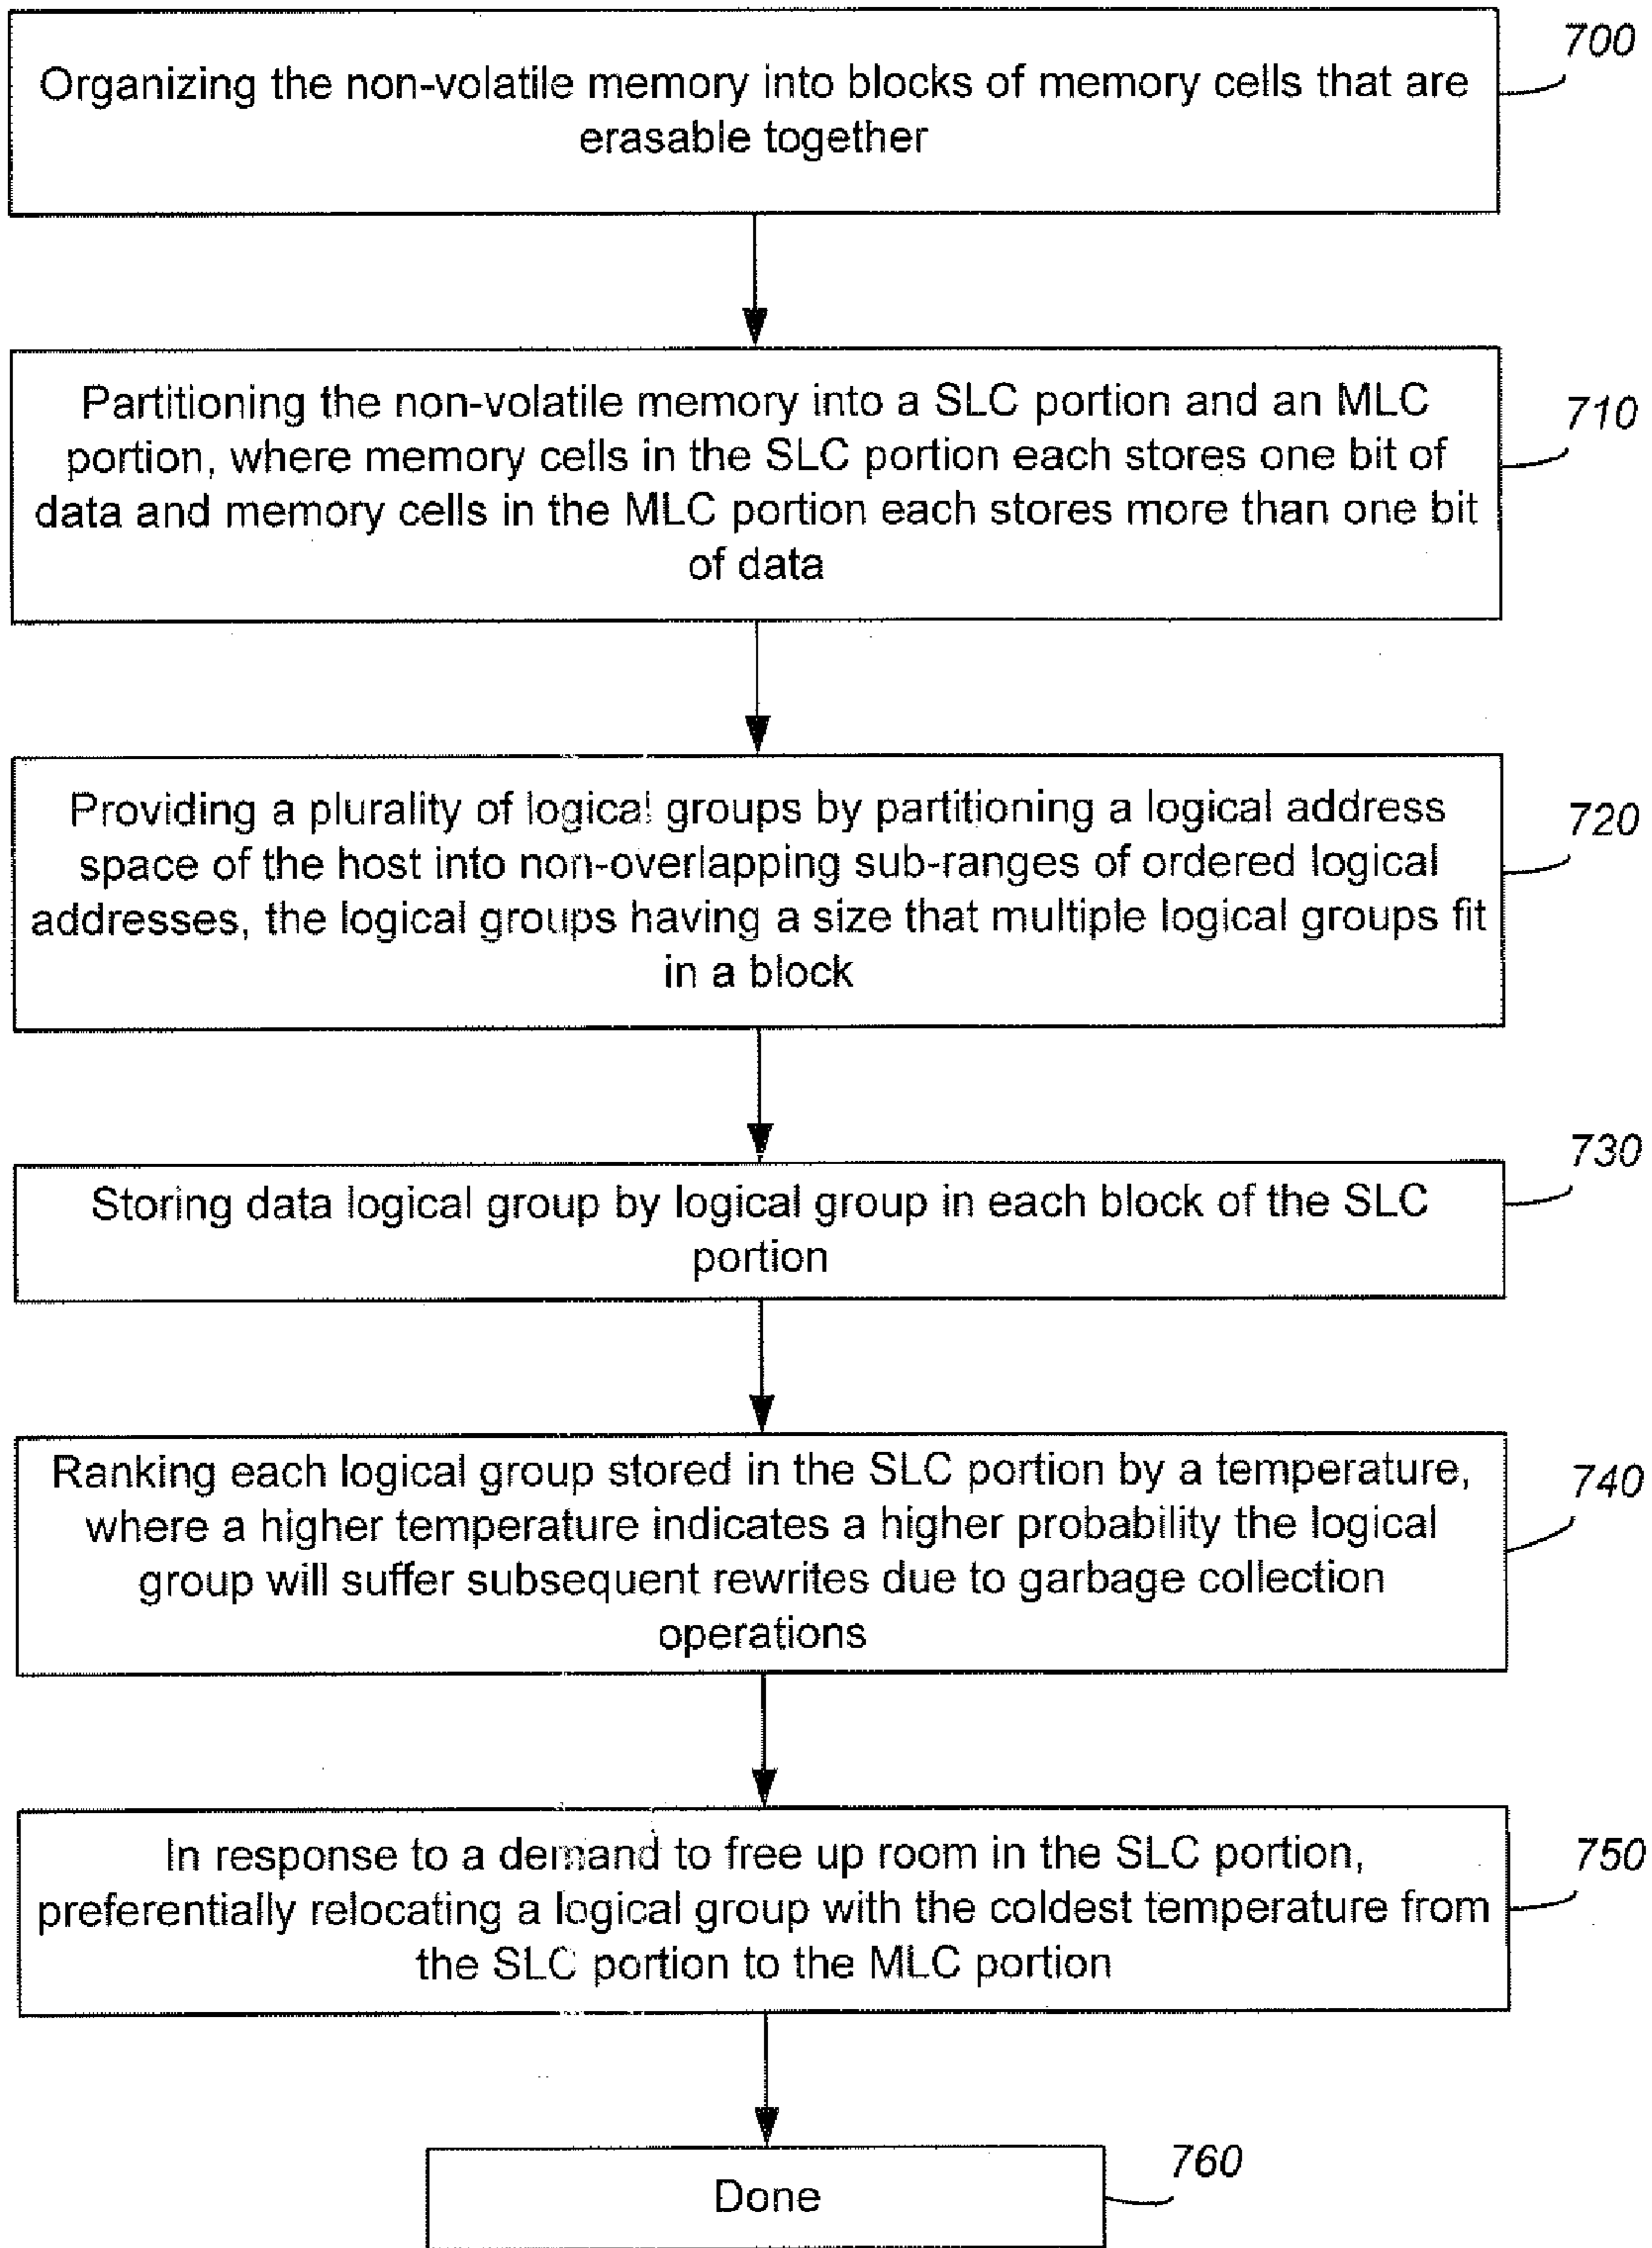 700
Organizing the non-volatile memory into blocks of memory cells that are
erasable together
710
Partitioning the non-volatile memory into a SLC portion and an MLC
portion, where memory cells in the SLC portion each stores one bit of
data and memory cells in the MLC portion each stores more than one bit
of data
720
Providing a plurality of logical groups by partitioning a logical address
space of the host into non-overlapping sub-ranges of ordered logical
addresses, the logical groups having a size that multiple logical groups fit
in a block
730
Storing data logical group by logical group in each block of the SLC
portion
740
Ranking each logical group stored in the SLC portion by a temperature,
where a higher temperature indicates a higher probability the logical
group will suffer subsequent rewrites due to garbage collection
operations
750
In response to a demand to free up room in the SLC portion,
preferentially relocating a logical group with the coldest temperature from
the SLC portion to the MLC portion
760
Done